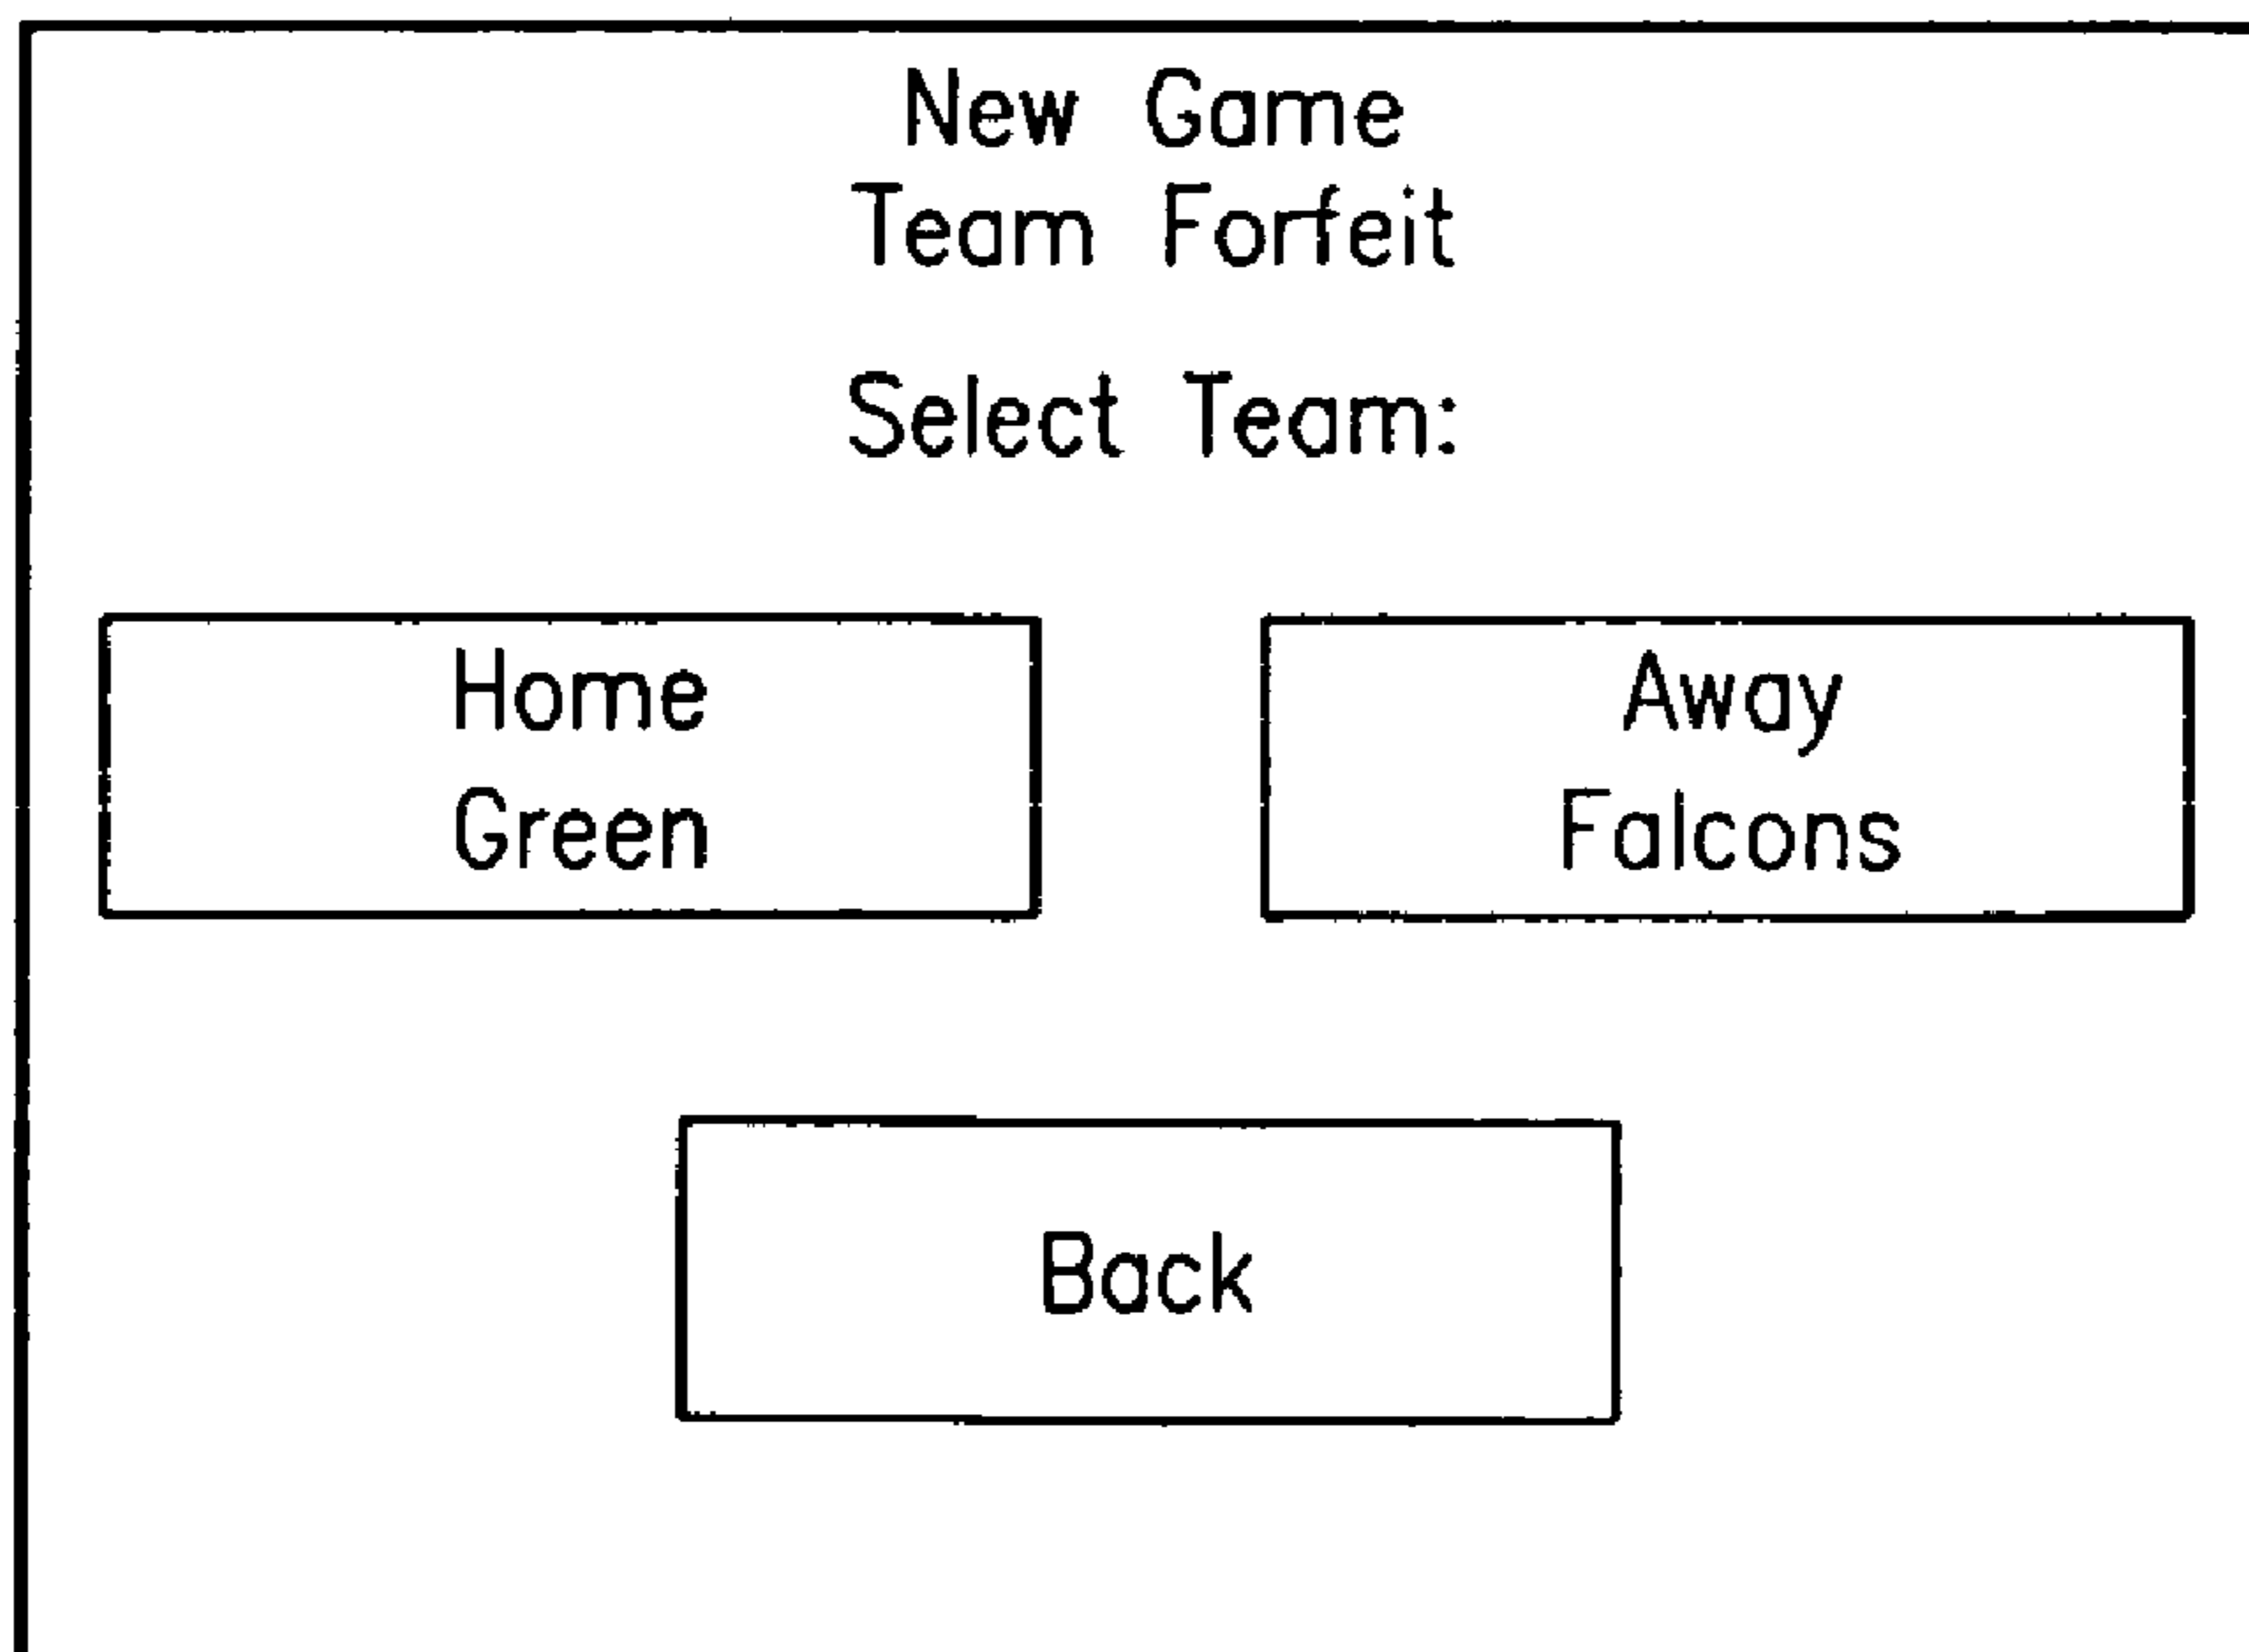 New Game
Team Forfeit
Select Team:
Home
Green
Away
Falcons
Back